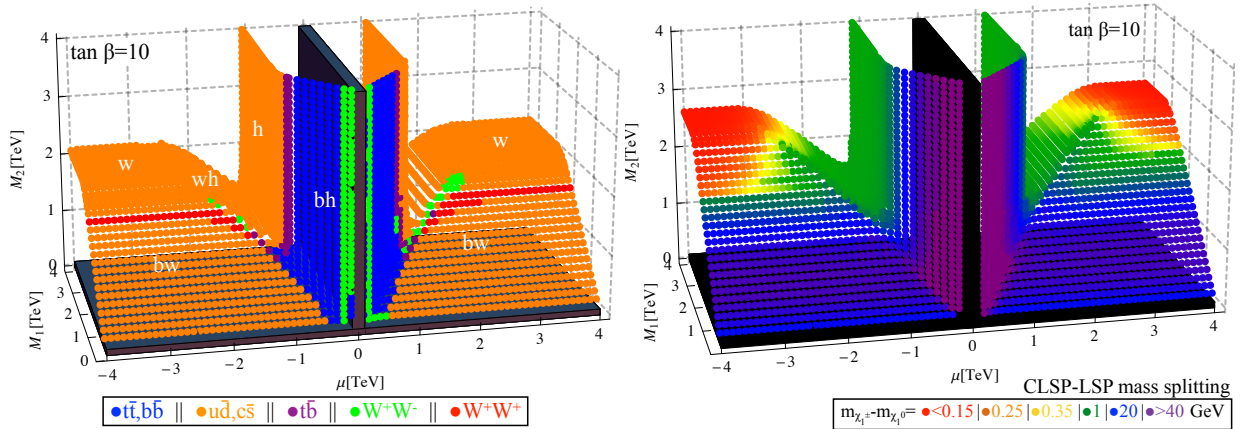 tan β=10
4
3
2
1
0
M₂[TeV]
w
wh
h
bh
w
bw
bw
4
3
2
1
0
M₁[TeV]
−4
−3
−2
−1
0
1
2
3
4
μ[TeV]
●tt̄,bb̄ || ●ud̄,cs̄ || ●tb̄ || ●W⁺W⁻ || ●W⁺W⁺
tan β=10
4
3
2
1
0
M₂[TeV]
4
3
2
1
M₁[TeV]
−4
−3
−2
−1
0
1
2
3
4
μ[TeV]
CLSP-LSP mass splitting
m_χ₁± - m_χ₁⁰= ●<0.15|●0.25|●0.35|●1|●20|●>40 GeV